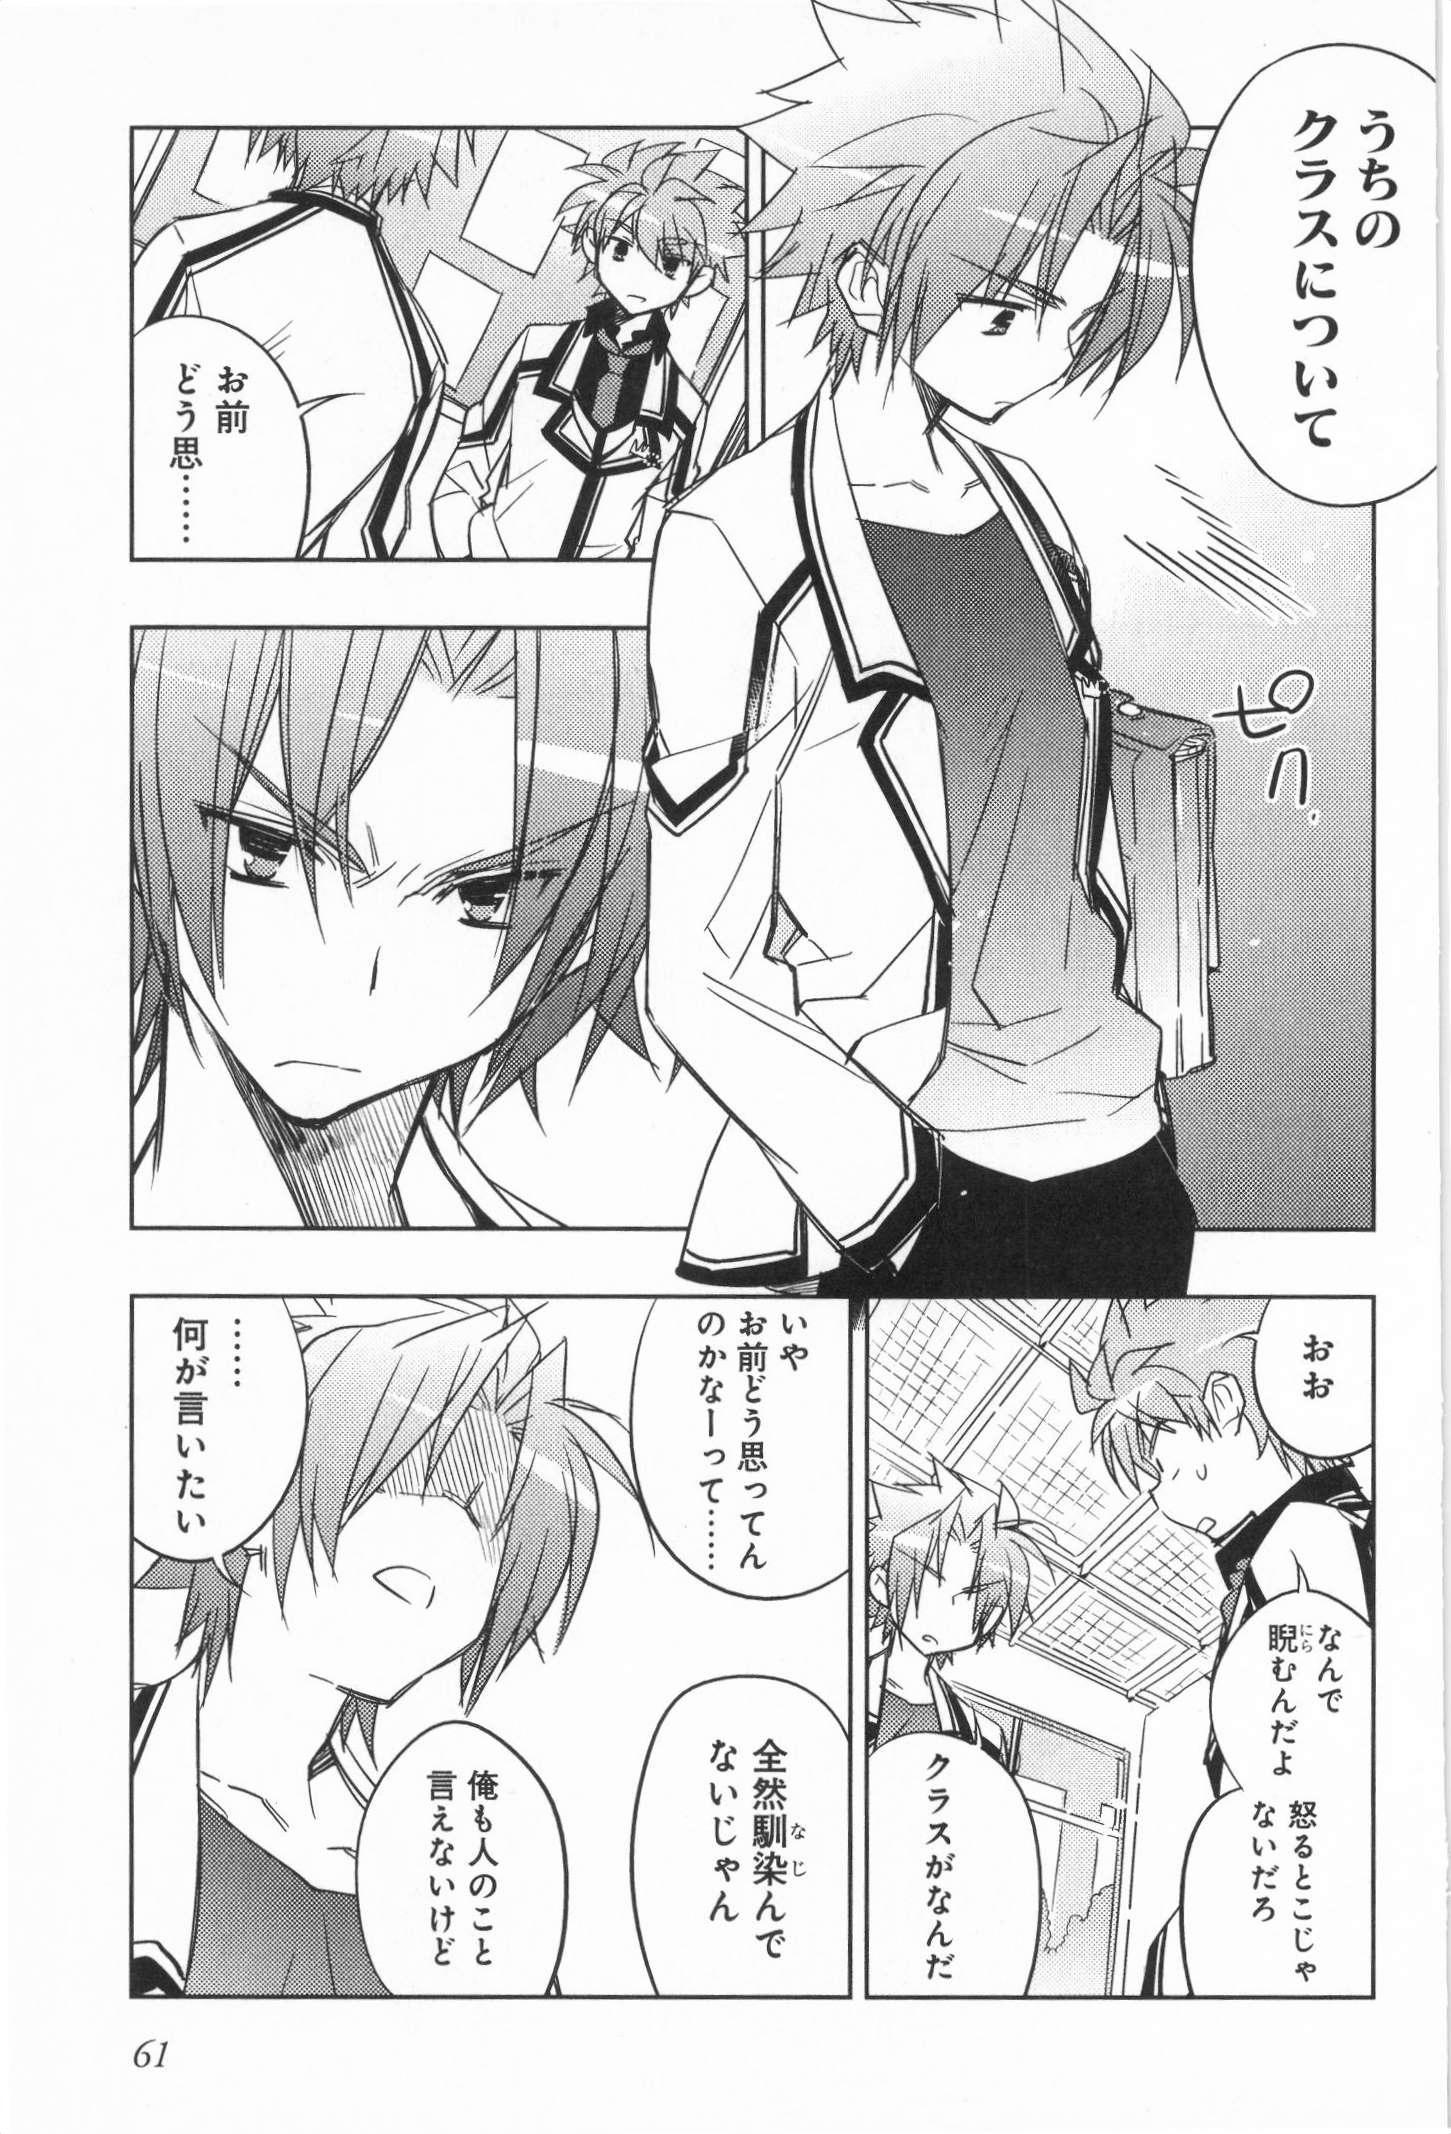 うちの
クラスについて
ピク
お前
どう思……
おお
なんで
睨むんだよ
にら
怒るとこじゃ
ないだろ
クラスがなんだ
いや
お前どう思ってん
のかなーって……
全然馴染んで
なじ
ないじゃん
俺も人のこと
言えないけど
……
何が言いたい
61